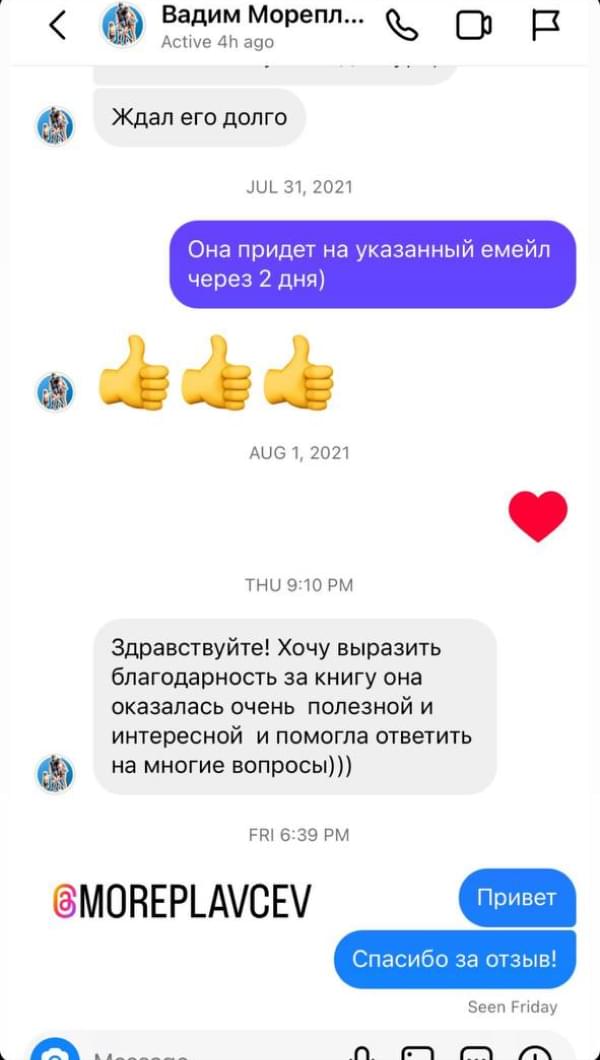 Вадим Морепл...
Active 4h ago
Ждал его долго
JUL 31, 2021
Она придет на указанный емейл
через 2 дня)
AUG 1, 2021
THU 9:10 PM
Здравствуйте! Хочу выразить
благодарность за книгу она
оказалась очень полезной и
интересной и помогла ответить
на многие вопросы)))
FRI 6:39 PM
@MOREPLAVCEV
Привет
Спасибо за отзыв!
Seen Friday
Message